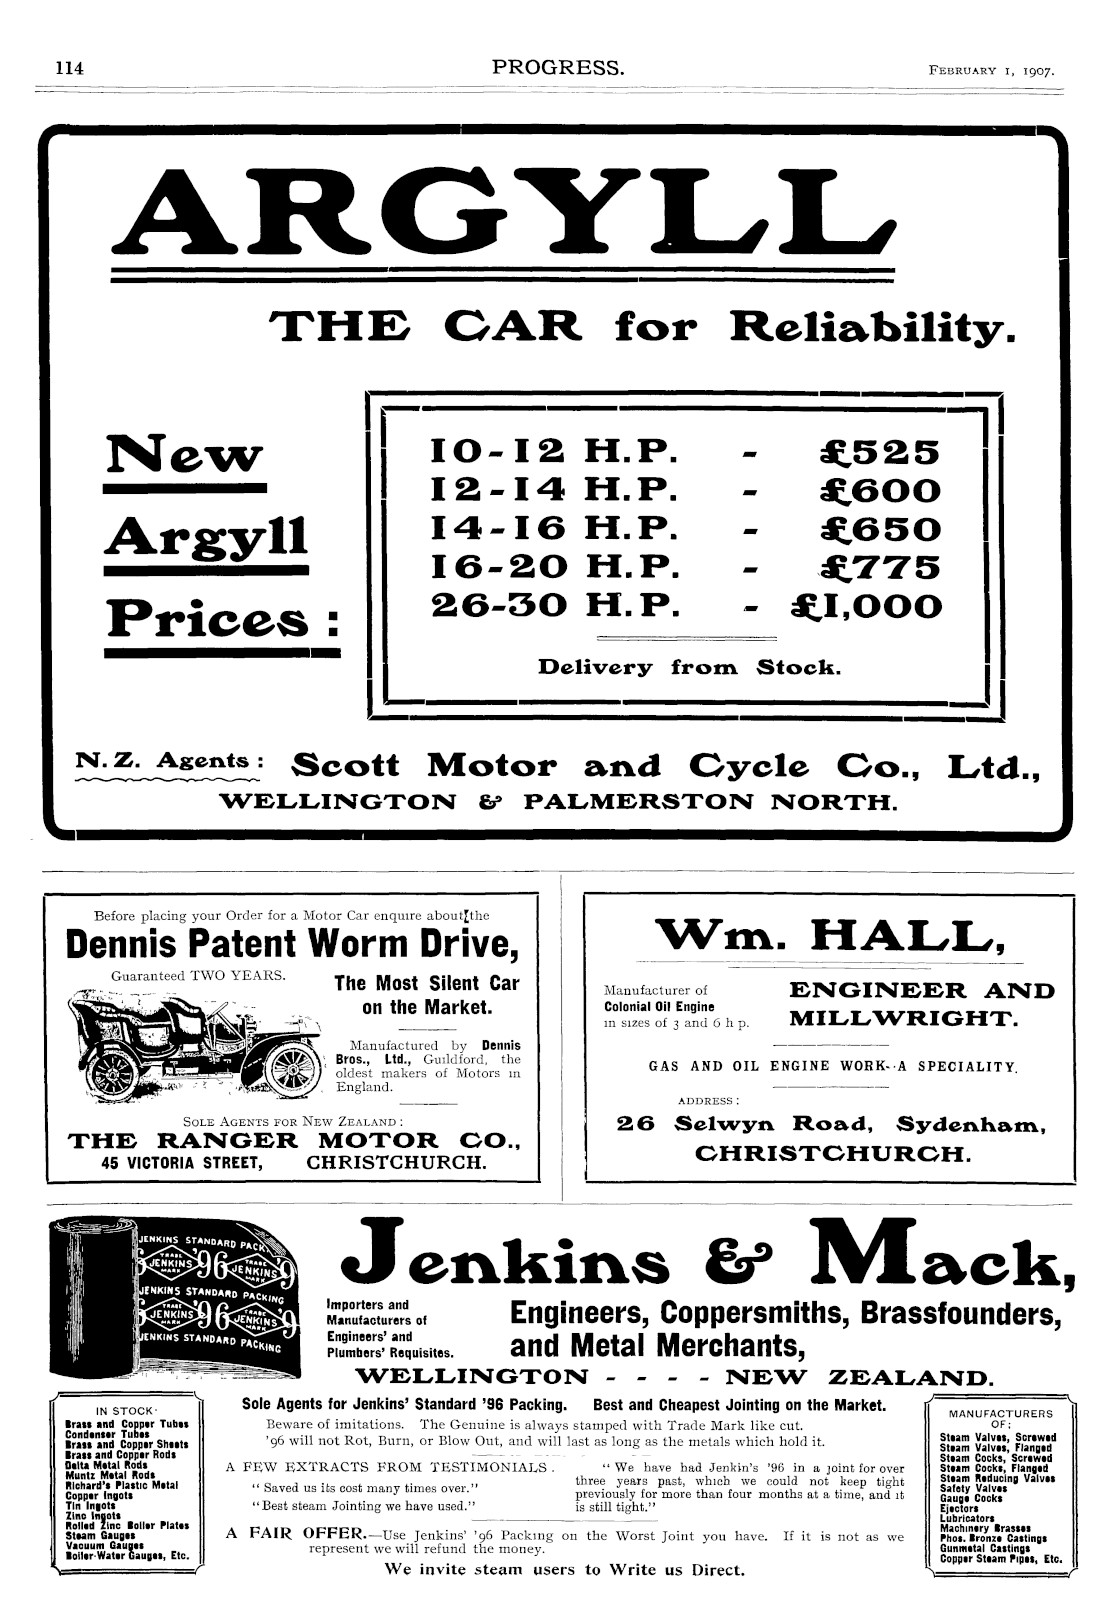 114
PROGRESS.
FEBRUARY 1, 1907.
ARGYLL
THE CAR for Reliability.
New
Argyll
Prices:
10-12 H.P. - £525
12-14 H.P. - £600
14-16 H.P. - £650
16-20 H.P. - £775
26-30 H.P. - £1,000
Delivery from Stock.
N.Z. Agents: Scott Motor and Cycle Co., Ltd.,
WELLINGTON & PALMERSTON NORTH.
Before placing your Order for a Motor Car enquire about the
Dennis Patent Worm Drive,
Guaranteed TWO YEARS.
The Most Silent Car
on the Market.
Manufactured by Dennis
Bros., Ltd., Guildford, the
oldest makers of Motors in
England.
SOLE AGENTS FOR NEW ZEALAND:
THE RANGER MOTOR CO.,
45 VICTORIA STREET, CHRISTCHURCH.
Wm. HALL,
Manufacturer of
Colonial Oil Engine
in sizes of 3 and 6 h p.
ENGINEER AND
MILLWRIGHT.
GAS AND OIL ENGINE WORK--A SPECIALITY.
ADDRESS:
26 Selwyn Road, Sydenham,
CHRISTCHURCH.
JENKINS STANDARD PACK
TRADE MARK JENKINS '96 TRADE MARK JENKINS '9
JENKINS STANDARD PACKING
TRADE MARK JENKINS '96 TRADE MARK JENKINS '9
JENKINS STANDARD PACKING
Jenkins & Mack,
Importers and
Manufacturers of
Engineers' and
Plumbers' Requisites.
Engineers, Coppersmiths, Brassfounders,
and Metal Merchants,
WELLINGTON - - - - NEW ZEALAND.
Sole Agents for Jenkins' Standard '96 Packing. Best and Cheapest Jointing on the Market.
Beware of imitations. The Genuine is always stamped with Trade Mark like cut.
'96 will not Rot, Burn, or Blow Out, and will last as long as the metals which hold it.
A FEW EXTRACTS FROM TESTIMONIALS.
"Saved us its cost many times over."
"Best steam Jointing we have used."
"We have had Jenkin's '96 in a joint for over
three years past, which we could not keep tight
previously for more than four months at a time, and it
is still tight."
A FAIR OFFER.—Use Jenkins' '96 Packing on the Worst Joint you have. If it is not as we
represent we will refund the money.
We invite steam users to Write us Direct.
IN STOCK·
Brass and Copper Tubes
Condenser Tubes
Brass and Copper Sheets
Brass and Copper Rods
Delta Metal Rods
Muntz Metal Rods
Richard's Plastic Metal
Copper Ingots
Tin Ingots
Zinc Ingots
Rolled Zinc Boiler Plates
Steam Gauges
Vacuum Gauges
Boiler-Water Gauges, Etc.
MANUFACTURERS
OF:
Steam Valves, Screwed
Steam Valves, Flanged
Steam Cocks, Screwed
Steam Cocks, Flanged
Steam Reducing Valves
Safety Valves
Gauge Cocks
Ejectors
Lubricators
Machinery Brasses
Phos. Bronze Castings
Gunmetal Castings
Copper Steam Pipes, Etc.